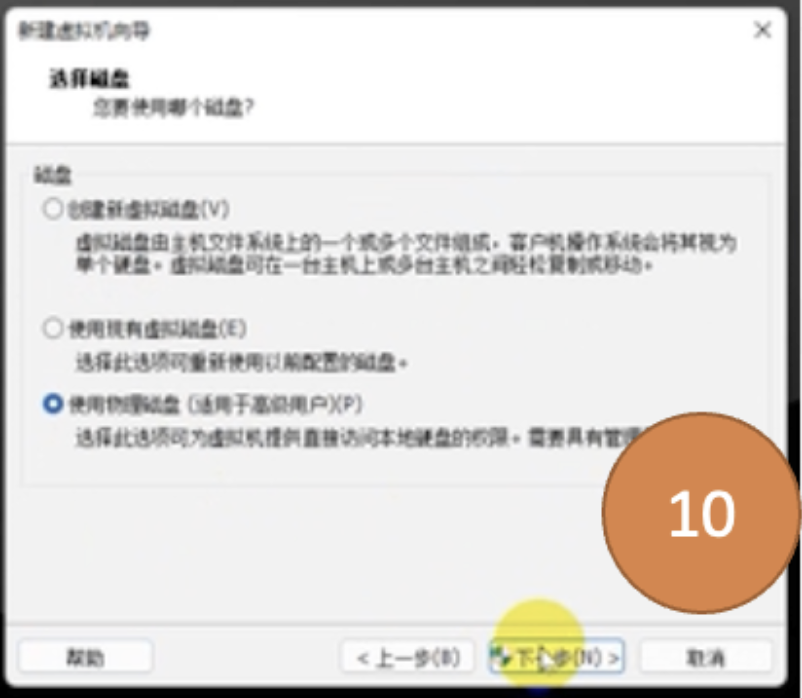 新建虚拟机向导
选择磁盘
您要使用哪个磁盘?
磁盘
创建新虚拟磁盘(V)
虚拟磁盘由主机文件系统上的一个或多个文件组成，客户机操作系统会将其视为
单个硬盘。虚拟磁盘可在一台主机上或多台主机之间轻松复制或移动。
使用现有虚拟磁盘(E)
选择此选项可重新使用以前配置的磁盘。
使用物理磁盘 (适用于高级用户)(P)
选择此选项可为虚拟机提供直接访问本地硬盘的权限。需要具有管理
10
帮助
< 上一步(B)
下一步(N) >
取消